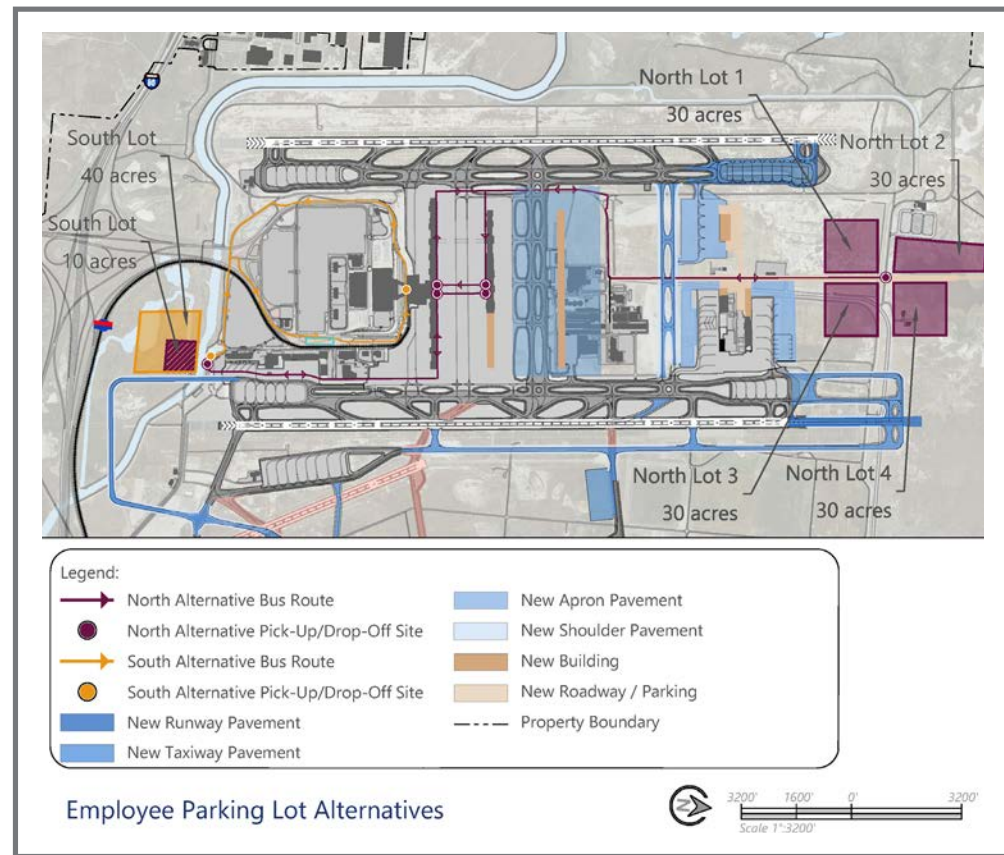 North Lot 1
30 acres
South Lot
40 acres
North Lot 2
30 acres
South Lot
10 acres
North Lot 3
30 acres
North Lot 4
30 acres
Legend:
North Alternative Bus Route
North Alternative Pick-Up/Drop-Off Site
South Alternative Bus Route
South Alternative Pick-Up/Drop-Off Site
New Runway Pavement
New Taxiway Pavement
New Apron Pavement
New Shoulder Pavement
New Building
New Roadway / Parking
Property Boundary
Employee Parking Lot Alternatives
N
3200' 1600' 0' 3200'
Scale 1":3200'